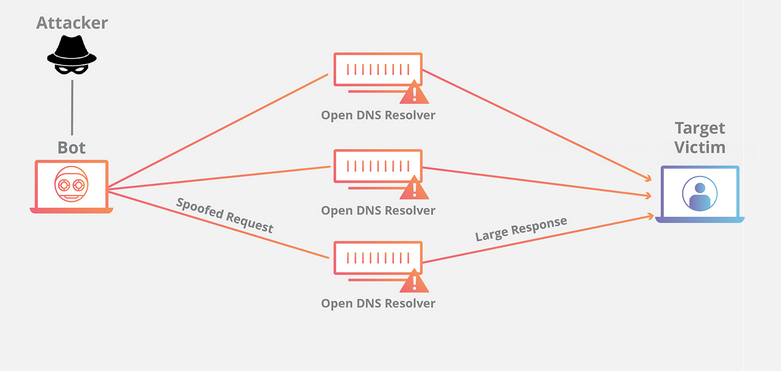 Attacker
Bot
Spoofed Request
Open DNS Resolver
Open DNS Resolver
Open DNS Resolver
Large Response
Target
Victim